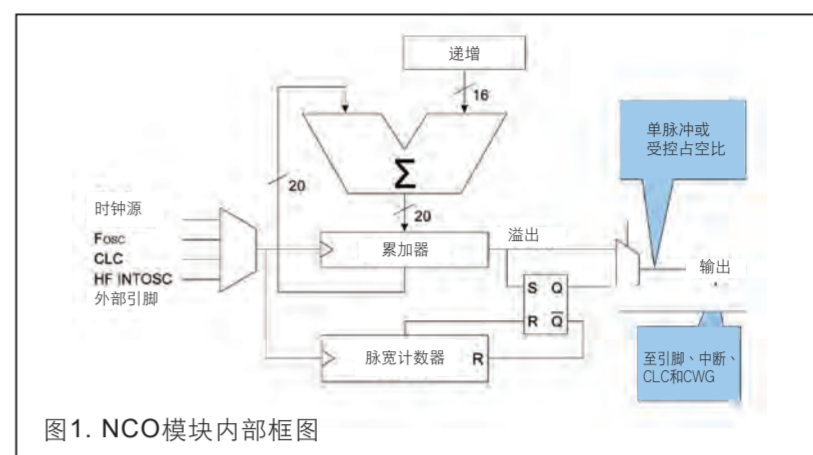 递增
16
单脉冲或
受控占空比
Σ
20
20
时钟源
Fosc
CLC
HF INTOSC
外部引脚
累加器
溢出
输出
S Q
R Q̅
脉宽计数器 R
至引脚、中断、
CLC和CWG
图1. NCO模块内部框图